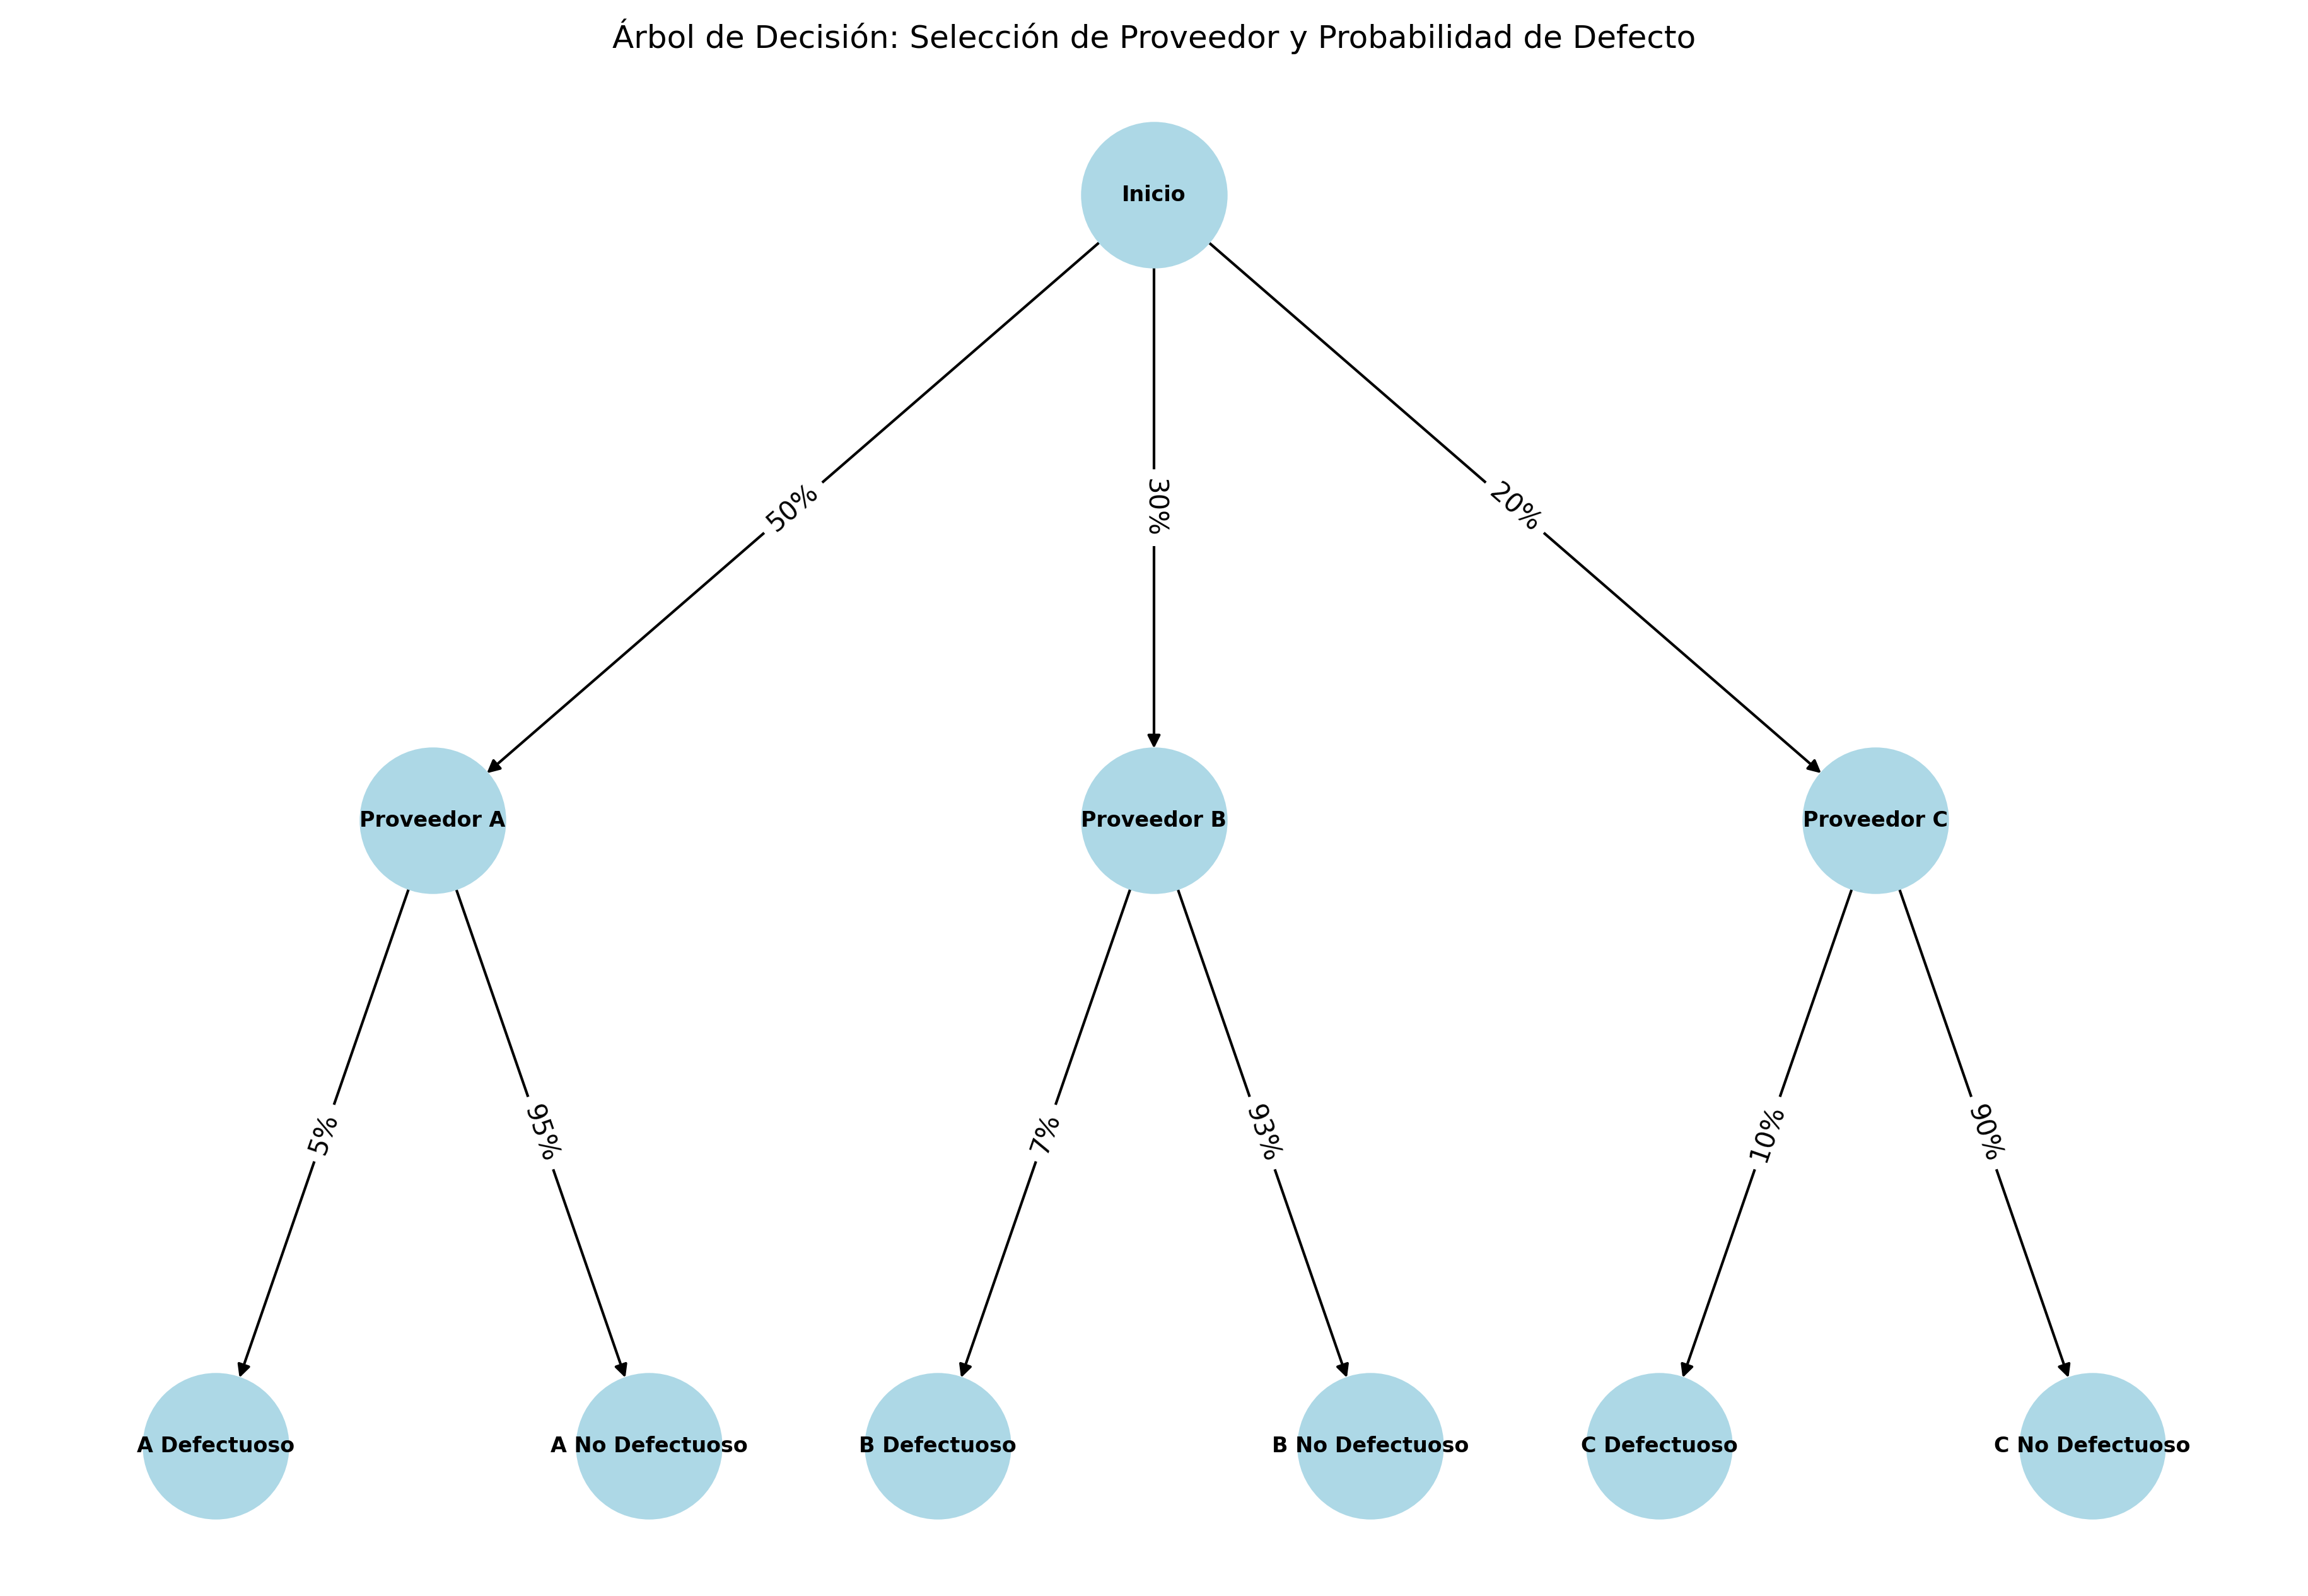 Árbol de Decisión: Selección de Proveedor y Probabilidad de Defecto
Inicio
50%
30%
20%
Proveedor A
Proveedor B
Proveedor C
5%
95%
7%
93%
10%
90%
A Defectuoso
A No Defectuoso
B Defectuoso
B No Defectuoso
C Defectuoso
C No Defectuoso